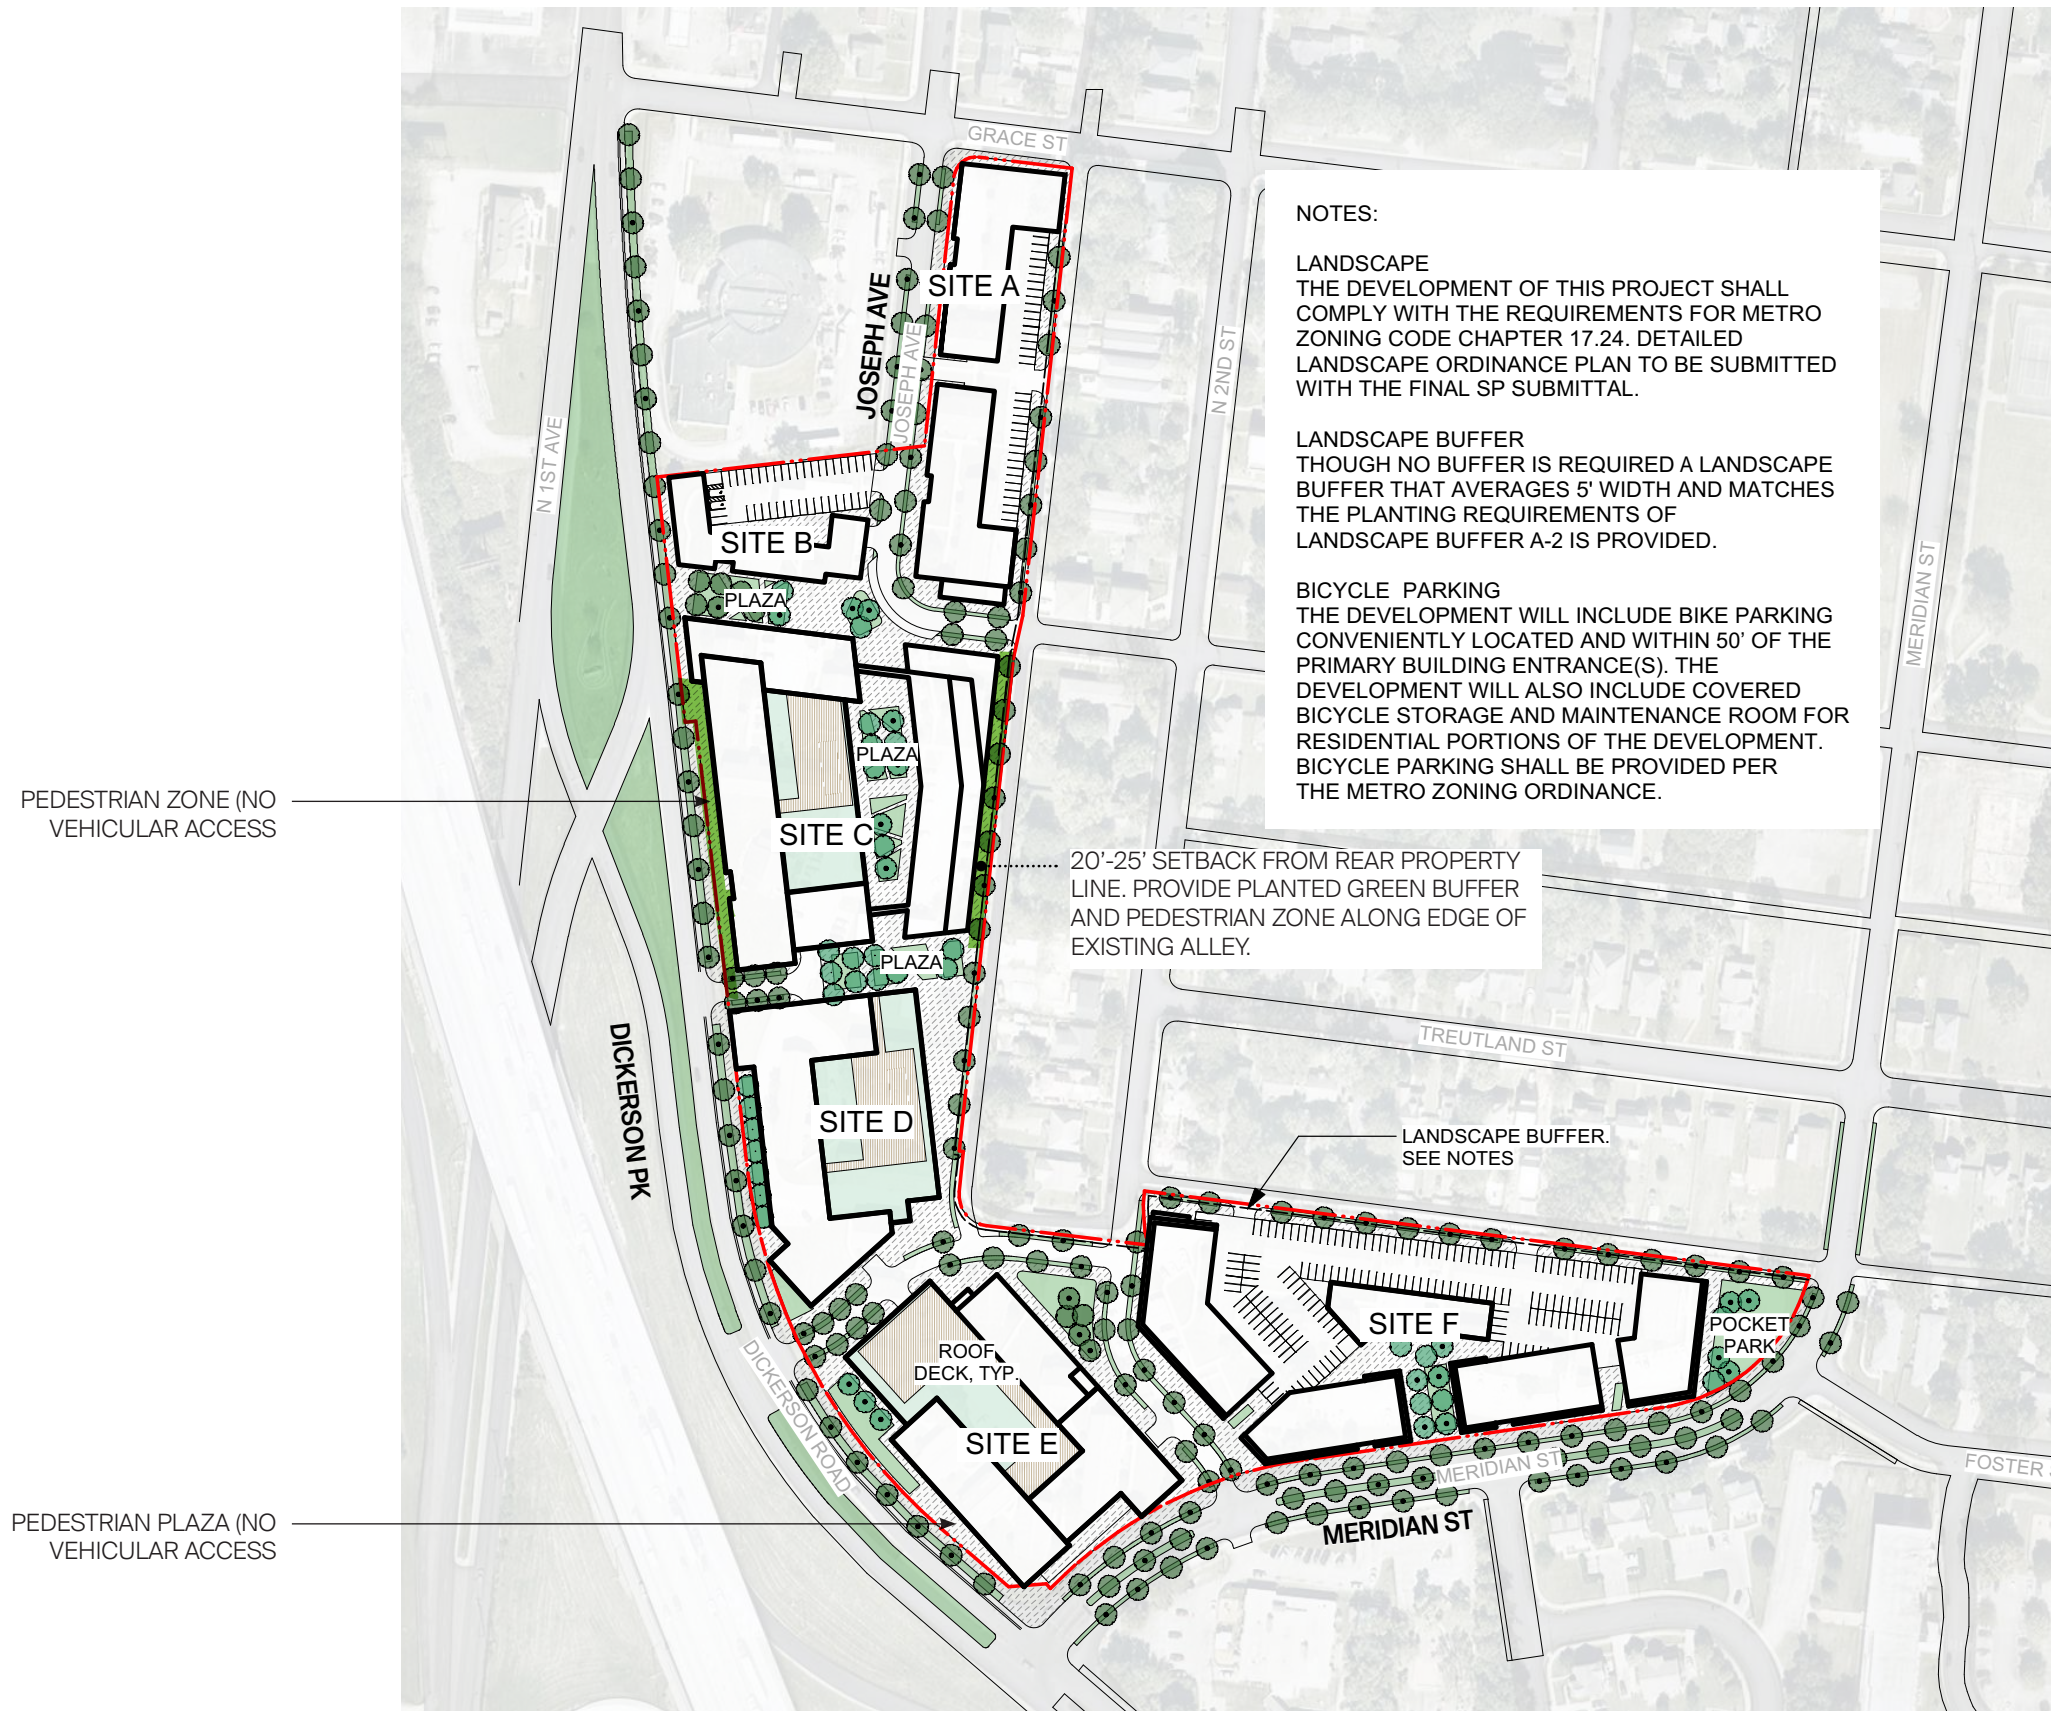 GRACE ST
NOTES:
LANDSCAPE
THE DEVELOPMENT OF THIS PROJECT SHALL
COMPLY WITH THE REQUIREMENTS FOR METRO
ZONING CODE CHAPTER 17.24. DETAILED
LANDSCAPE ORDINANCE PLAN TO BE SUBMITTED
WITH THE FINAL SP SUBMITTAL.
LANDSCAPE BUFFER
THOUGH NO BUFFER IS REQUIRED A LANDSCAPE
BUFFER THAT AVERAGES 5' WIDTH AND MATCHES
THE PLANTING REQUIREMENTS OF
LANDSCAPE BUFFER A-2 IS PROVIDED.
BICYCLE PARKING
THE DEVELOPMENT WILL INCLUDE BIKE PARKING
CONVENIENTLY LOCATED AND WITHIN 50' OF THE
PRIMARY BUILDING ENTRANCE(S). THE
DEVELOPMENT WILL ALSO INCLUDE COVERED
BICYCLE STORAGE AND MAINTENANCE ROOM FOR
RESIDENTIAL PORTIONS OF THE DEVELOPMENT.
BICYCLE PARKING SHALL BE PROVIDED PER
THE METRO ZONING ORDINANCE.
SITE A
JOSEPH AVE
JOSEPH AVE
N 2ND ST
N 1ST AVE
MERIDIAN ST
SITE B
PLAZA
PLAZA
PEDESTRIAN ZONE (NO
VEHICULAR ACCESS
SITE C
20'-25' SETBACK FROM REAR PROPERTY
LINE. PROVIDE PLANTED GREEN BUFFER
AND PEDESTRIAN ZONE ALONG EDGE OF
EXISTING ALLEY.
PLAZA
TREUTLAND ST
DICKERSON PK
SITE D
LANDSCAPE BUFFER.
SEE NOTES
SITE F
POCKET
PARK
ROOF
DECK, TYP.
DICKERSON ROAD
SITE E
MERIDIAN ST
FOSTER
MERIDIAN ST
PEDESTRIAN PLAZA (NO
VEHICULAR ACCESS